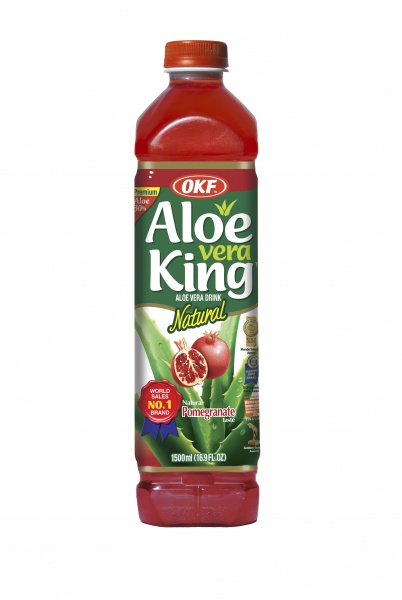 OKF
Premium
Aloe
30%
Aloe
vera
King
ALOE VERA DRINK
Natural
WORLD
SALES
NO.1
BRAND
Natural
Pomegranate
taste
1500ml (16.9 FL.OZ)